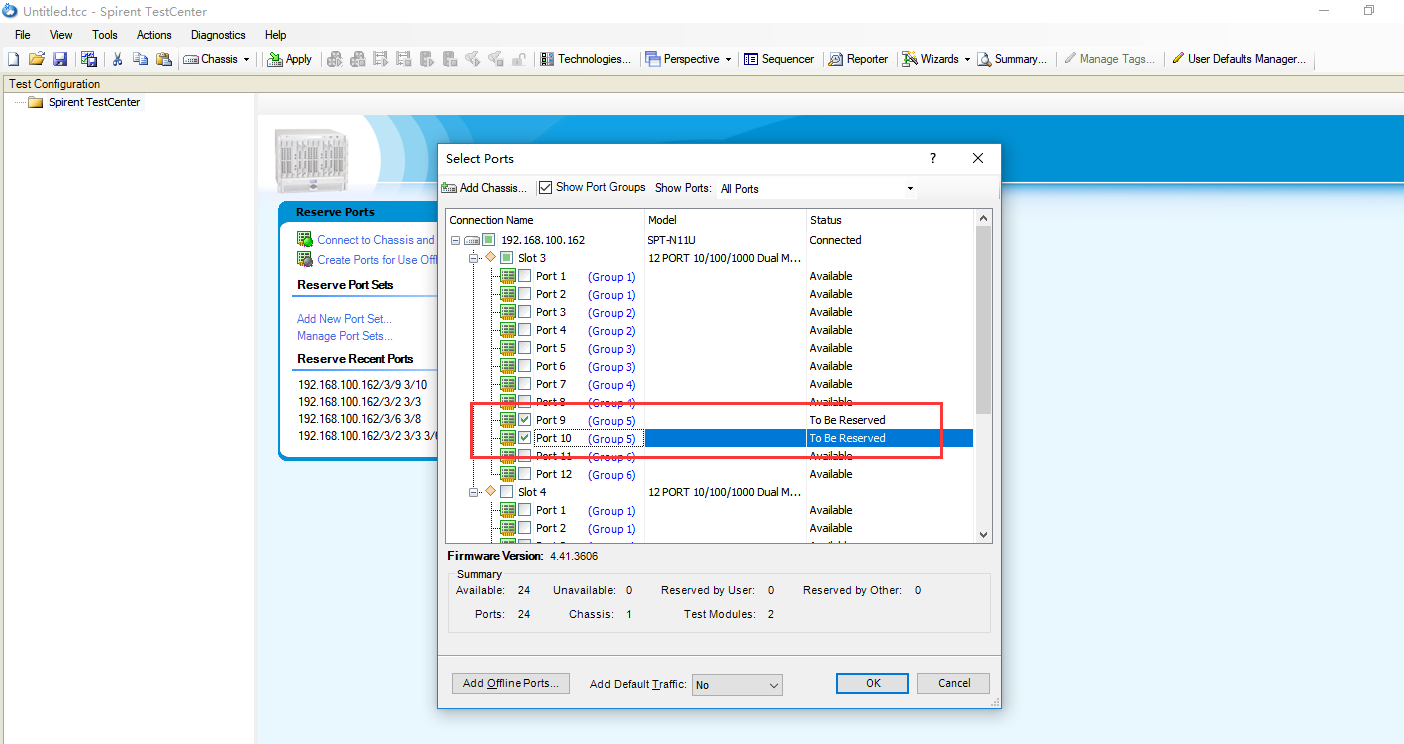 Untitled.tcc - Spirent TestCenter
File View Tools Actions Diagnostics Help
Chassis Apply Technologies... Perspective Sequencer Reporter Wizards Summary... Manage Tags... User Defaults Manager...
Test Configuration
Spirent TestCenter
Reserve Ports
Connect to Chassis and
Create Ports for Use Offl
Reserve Port Sets
Add New Port Set...
Manage Port Sets...
Reserve Recent Ports
192.168.100.162/3/9 3/10
192.168.100.162/3/2 3/3
192.168.100.162/3/6 3/8
192.168.100.162/3/2 3/3 3/6
Select Ports ?
Add Chassis... Show Port Groups Show Ports: All Ports
Connection Name Model Status
192.168.100.162 SPT-N11U Connected
Slot 3 12 PORT 10/100/1000 Dual M...
Port 1 (Group 1) Available
Port 2 (Group 1) Available
Port 3 (Group 2) Available
Port 4 (Group 2) Available
Port 5 (Group 3) Available
Port 6 (Group 3) Available
Port 7 (Group 4) Available
Port 8 (Group 4) Available
Port 9 (Group 5) To Be Reserved
Port 10 (Group 5) To Be Reserved
Port 11 (Group 6) Available
Port 12 (Group 6) Available
Slot 4 12 PORT 10/100/1000 Dual M...
Port 1 (Group 1) Available
Port 2 (Group 1) Available
Firmware Version: 4.41.3606
Summary
Available: 24 Unavailable: 0 Reserved by User: 0 Reserved by Other: 0
Ports: 24 Chassis: 1 Test Modules: 2
Add Offline Ports... Add Default Traffic: No OK Cancel